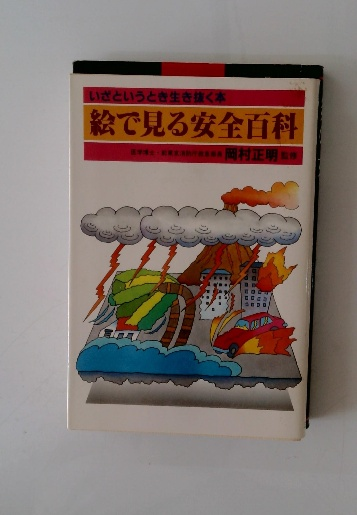 いざというとき生き抜く本
絵で見る安全百科
岡村正明 監修